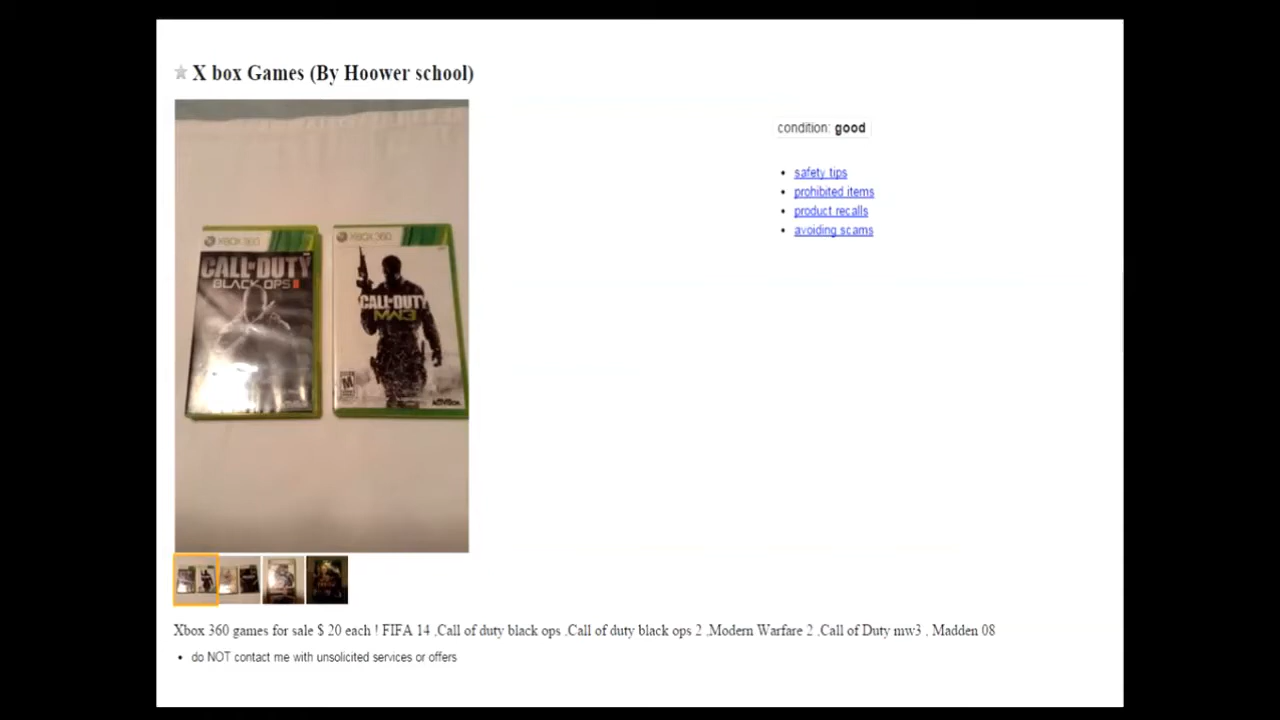 X box Games (By Hoower school)
condition: good
safety tips
prohibited items
product recalls
avoiding scams
XBOX 360
XBOX 360
CALL OF DUTY
BLACK OPS II
CALL OF DUTY
MW3
M
ACTIVISION
Xbox 360 games for sale $ 20 each ! FIFA 14 ,Call of duty black ops ,Call of duty black ops 2 ,Modern Warfare 2 ,Call of Duty mw3 , Madden 08
do NOT contact me with unsolicited services or offers